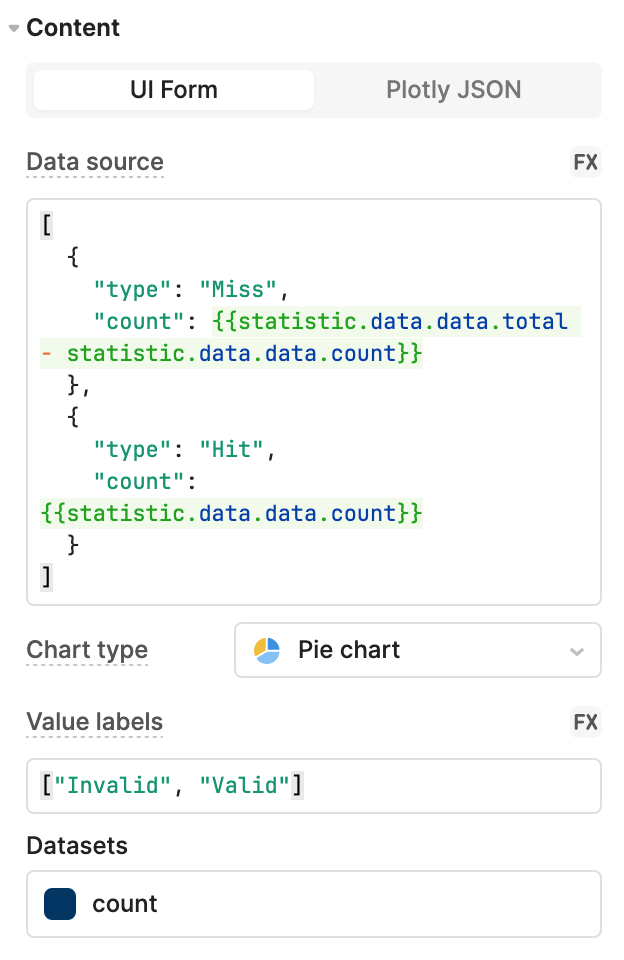 Content
UI Form
Plotly JSON
Data source
FX
[
  {
    "type": "Miss",
    "count": {{statistic.data.data.total
- statistic.data.data.count}}
  },
  {
    "type": "Hit",
    "count":
{{statistic.data.data.count}}
  }
]
Chart type
Pie chart
Value labels
FX
["Invalid", "Valid"]
Datasets
count